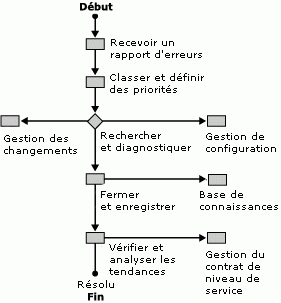 Début
Recevoir un
rapport d'erreurs
Classer et définir
des priorités
Gestion des
changements
Rechercher
et diagnostiquer
Gestion de
configuration
Fermer
et enregistrer
Base de
connaissances
Vérifier et
analyser les
tendances
Gestion du
contrat de
niveau de
service
Résolu
Fin